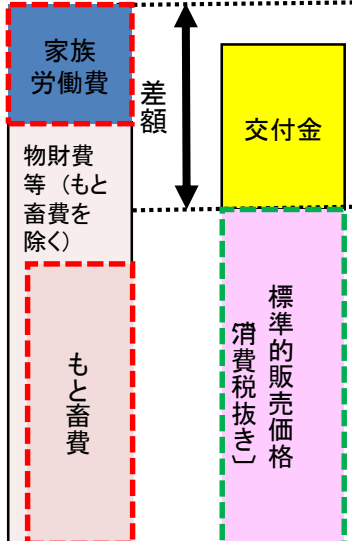 家族
労働費
差額
交付金
物財費
等（もと
畜費を
除く）
もと畜費
標準的販売価格
〔消費税抜き〕